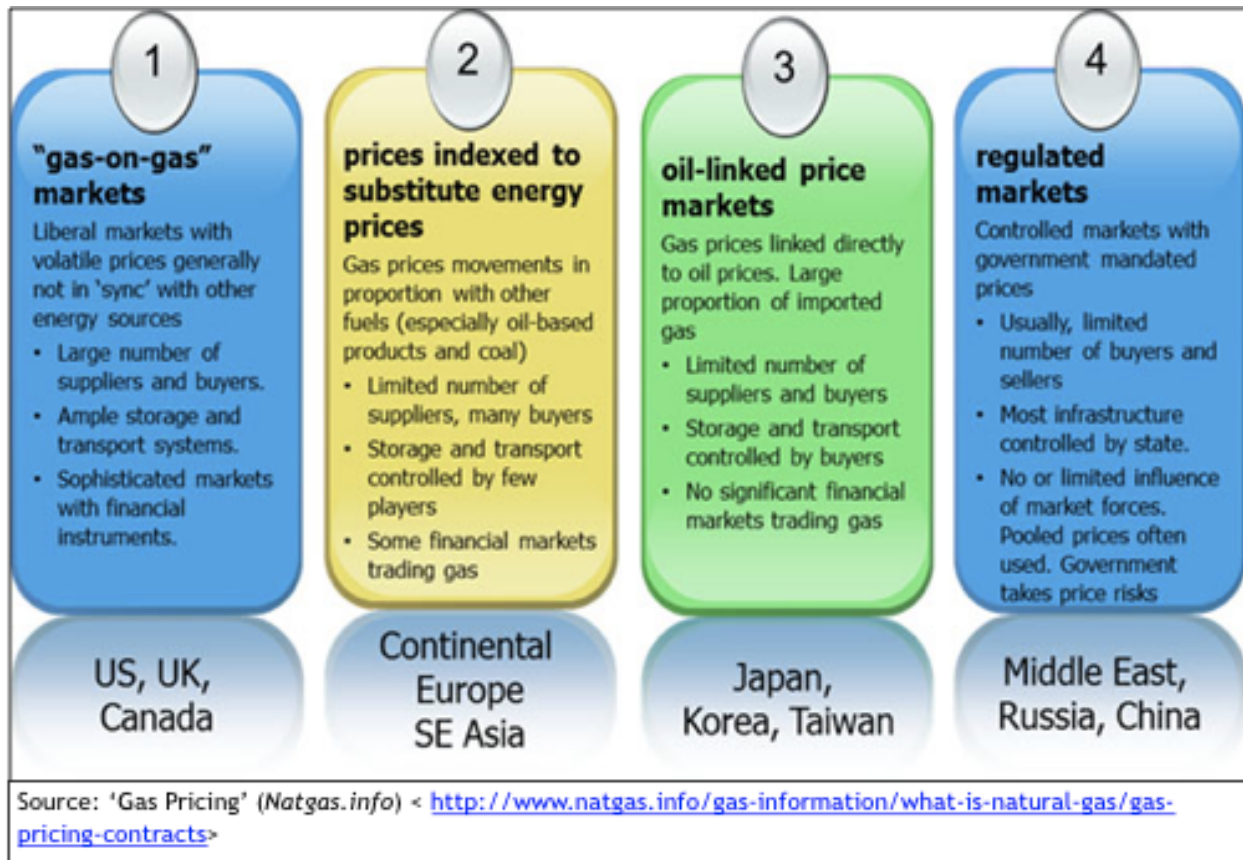 1
"gas-on-gas"
markets
Liberal markets with
volatile prices generally
not in 'sync' with other
energy sources
• Large number of
suppliers and buyers.
• Ample storage and
transport systems.
• Sophisticated markets
with financial
instruments.
US, UK,
Canada
2
prices indexed to
substitute energy
prices
Gas prices movements in
proportion with other
fuels (especially oil-based
products and coal)
• Limited number of
suppliers, many buyers
• Storage and transport
controlled by few
players
• Some financial markets
trading gas
Continental
Europe
SE Asia
3
oil-linked price
markets
Gas prices linked directly
to oil prices. Large
proportion of imported
gas
• Limited number of
suppliers and buyers
• Storage and transport
controlled by buyers
• No significant financial
markets trading gas
Japan,
Korea, Taiwan
4
regulated
markets
Controlled markets with
government mandated
prices
• Usually, limited
number of buyers and
sellers
• Most infrastructure
controlled by state.
• No or limited influence
of market forces.
Pooled prices often
used. Government
takes price risks
Middle East,
Russia, China
Source: 'Gas Pricing' (Natgas.info) < http://www.natgas.info/gas-information/what-is-natural-gas/gas-
pricing-contracts>